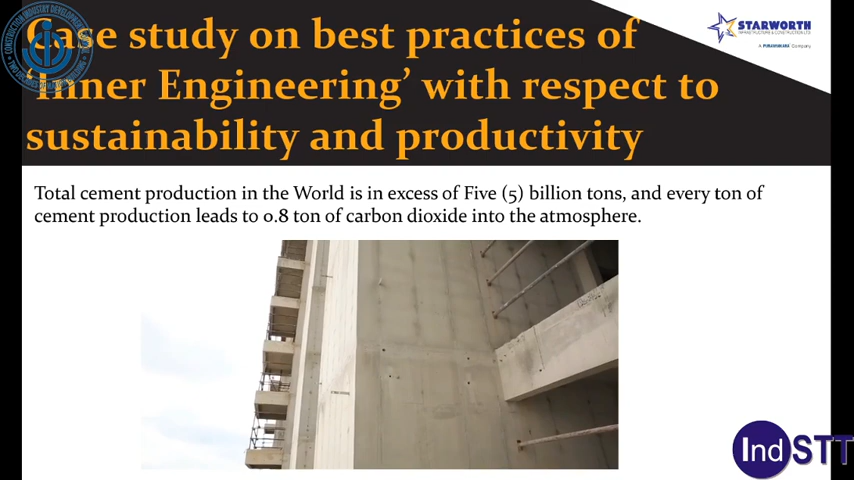 Case study on best practices of
‘Inner Engineering’ with respect to
sustainability and productivity
STARWORTH
INFRASTRUCTURE & CONSTRUCTION LTD
A PURAVANKARA Company
Total cement production in the World is in excess of Five (5) billion tons, and every ton of
cement production leads to 0.8 ton of carbon dioxide into the atmosphere.
IndSTT